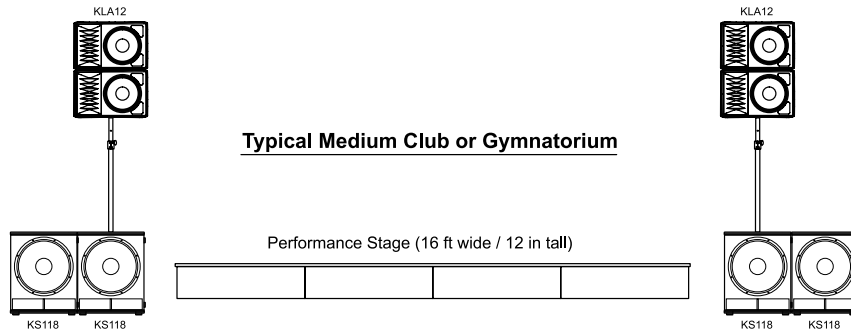 KLA12 KLA12
Typical Medium Club or Gymnatorium
Performance Stage (16 ft wide / 12 in tall)
KS118 KS118 KS118 KS118